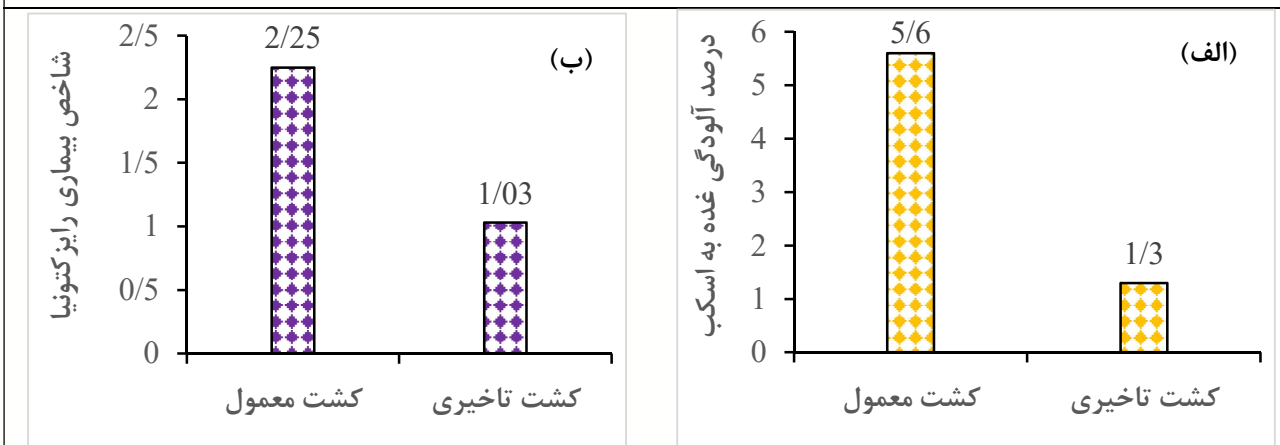 (الف)
درصد آلودگی غده به اسکب
6
5
4
3
2
1
0
5/6
1/3
کشت معمول
کشت تاخیری
(ب)
شاخص بیماری رایزکتونیا
2/5
2
1/5
1
0/5
0
2/25
1/03
کشت معمول
کشت تاخیری